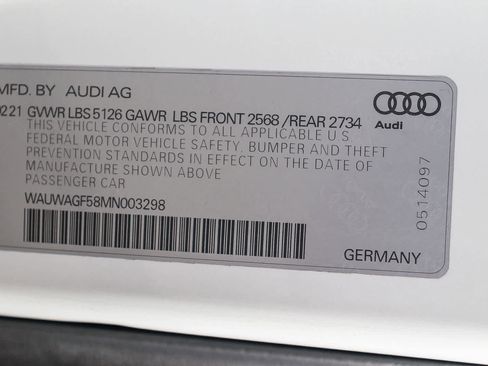 MFD. BY AUDI AG
0221 GVWR LBS 5126 GAWR LBS FRONT 2568 /REAR 2734
THIS VEHICLE CONFORMS TO ALL APPLICABLE U S
FEDERAL MOTOR VEHICLE SAFETY, BUMPER AND THEFT
PREVENTION STANDARDS IN EFFECT ON THE DATE
OF MANUFACTURE SHOWN ABOVE
PASSENGER CAR
WAUWAGF58MN003298
Audi
0514097
GERMANY